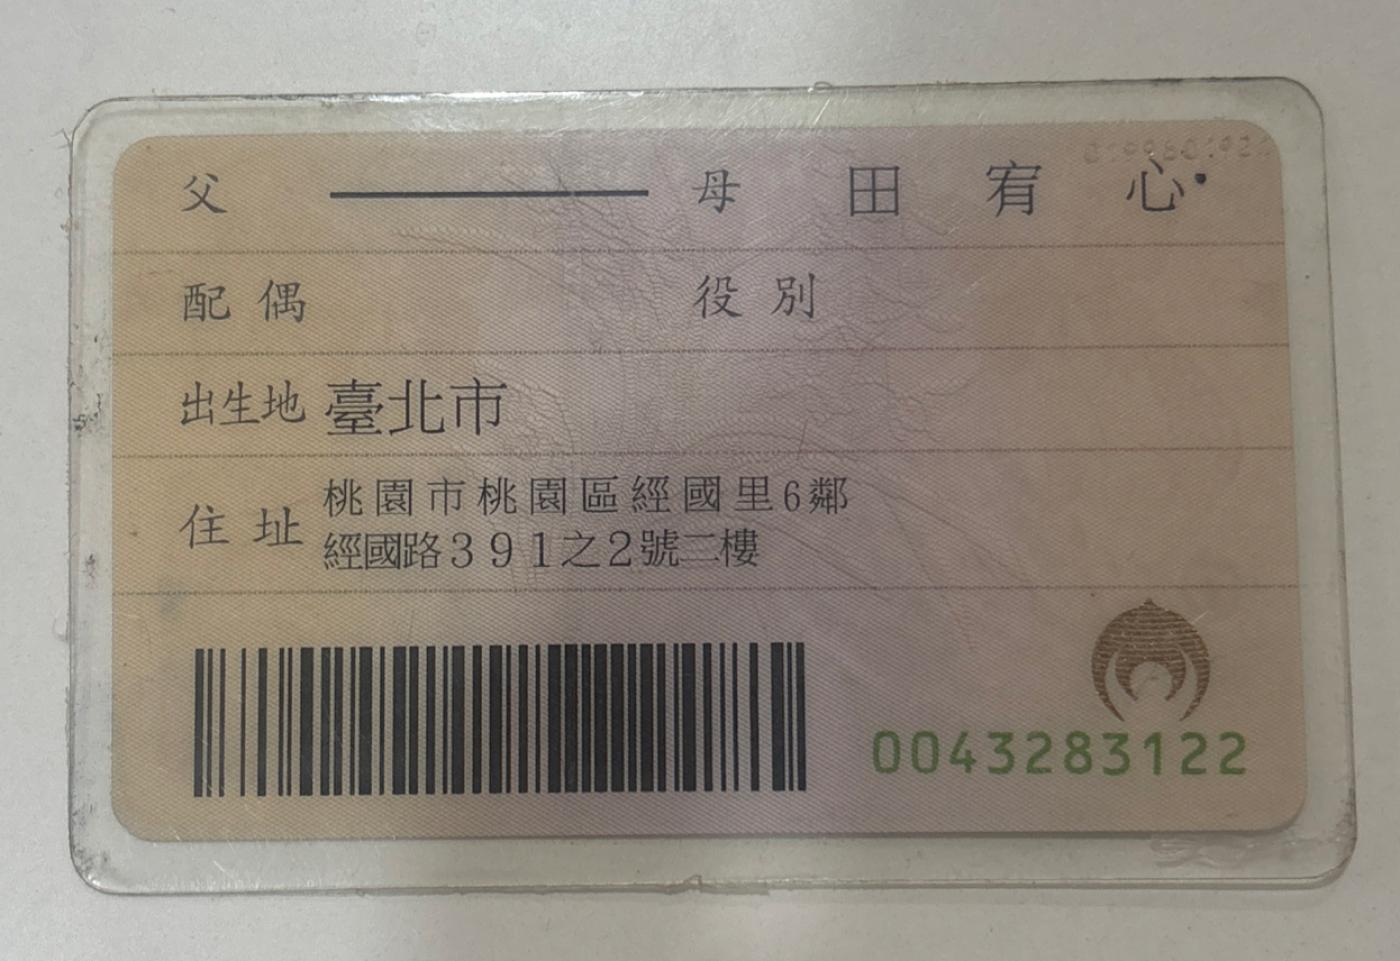 父 母 田宥心
配偶 役別
出生地 臺北市
住址 桃園市桃園區經國里6鄰
經國路391之2號二樓
0043283122